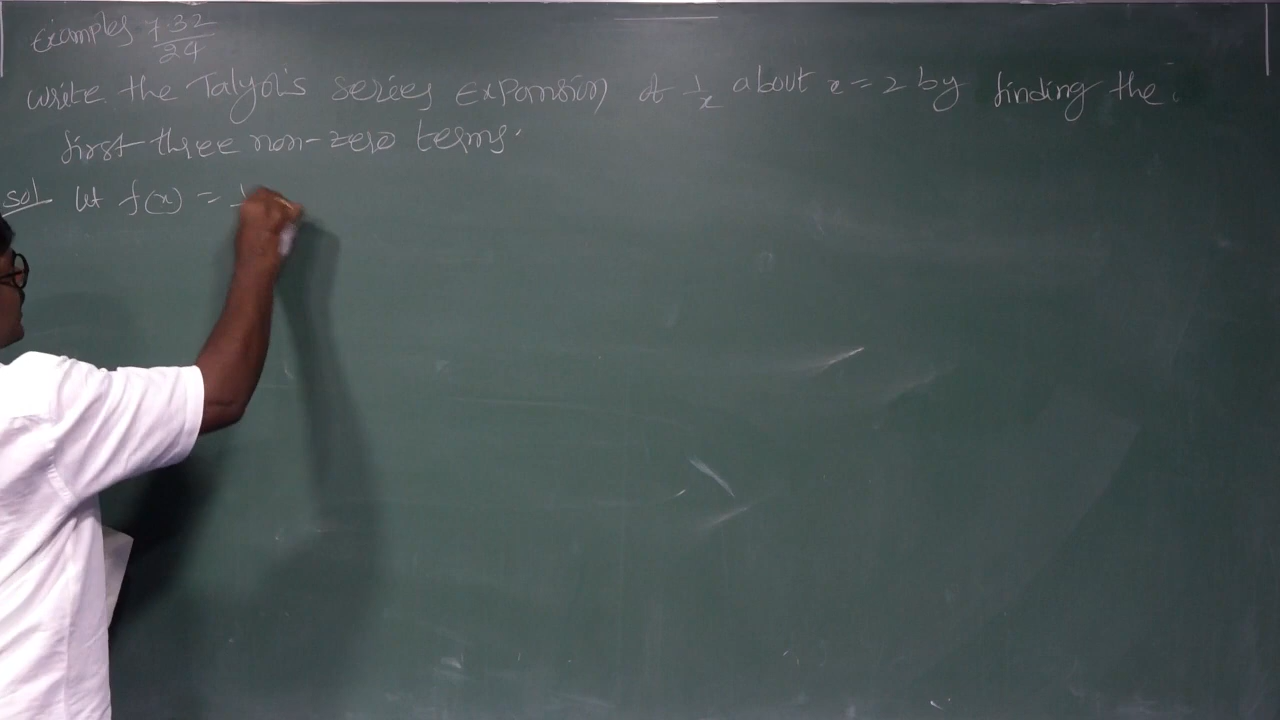 Examples 7.32
24
Write the Talyor's series Expansion of 1/x about x = 2 by finding the
first three non-zero terms.
Sol let f(x) = 1